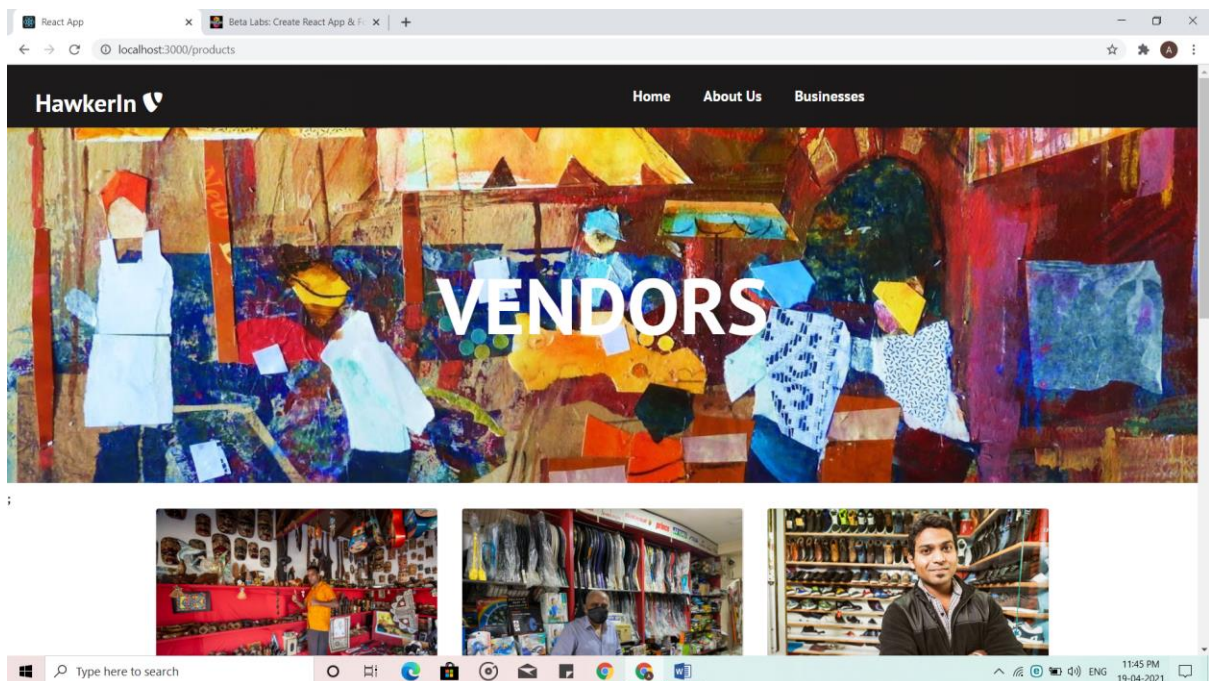 React App
Beta Labs: Create React App & F
localhost:3000/products
A
HawkerIn
Home About Us Businesses
VENDORS
;
Type here to search
ENG
11:45 PM
19-04-2021